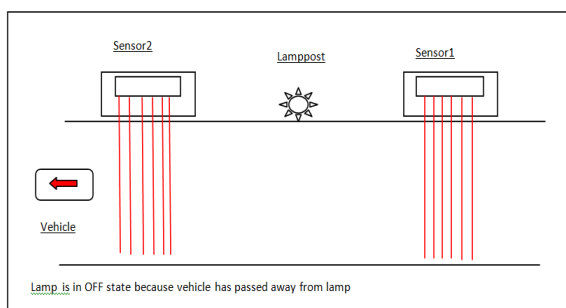 Sensor2
Lamppost
Sensor1
Vehicle
Lamp is in OFF state because vehicle has passed away from lamp